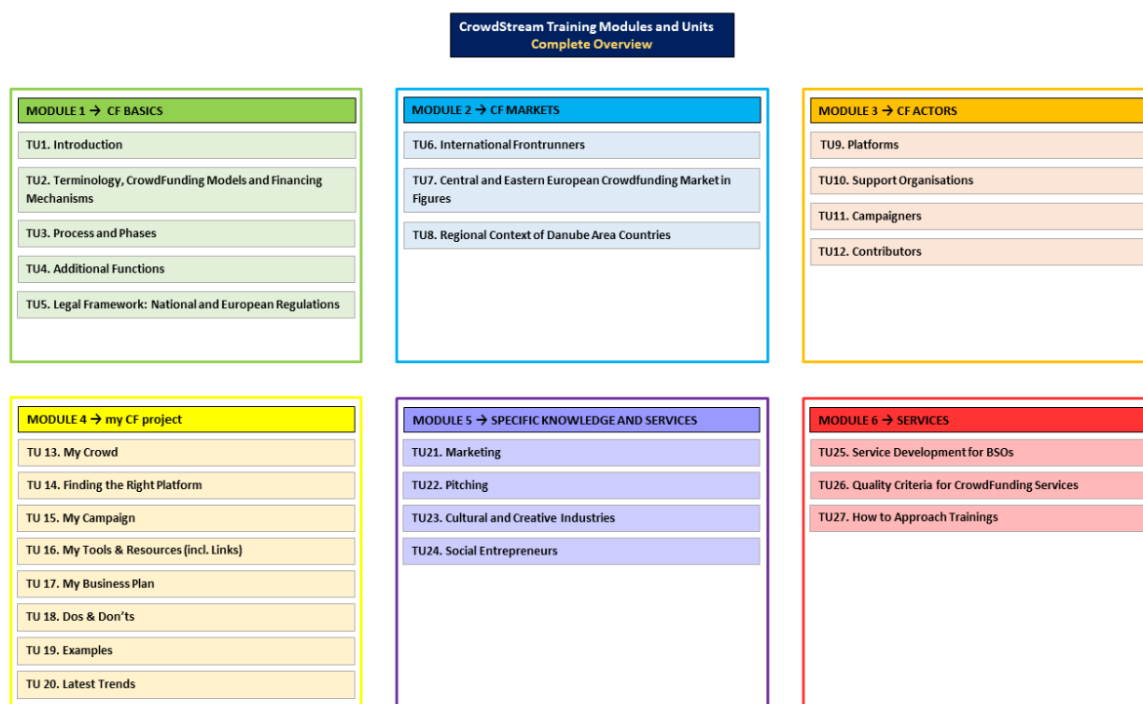 CrowdStream Training Modules and Units
Complete Overview
MODULE 1 → CF BASICS
TU1. Introduction
TU2. Terminology, CrowdFunding Models and Financing
Mechanisms
TU3. Process and Phases
TU4. Additional Functions
TU5. Legal Framework: National and European Regulations
MODULE 2 → CF MARKETS
TU6. International Frontrunners
TU7. Central and Eastern European Crowdfunding Market in
Figures
TU8. Regional Context of Danube Area Countries
MODULE 3 → CF ACTORS
TU9. Platforms
TU10. Support Organisations
TU11. Campaigners
TU12. Contributors
MODULE 4 → my CF project
TU 13. My Crowd
TU 14. Finding the Right Platform
TU 15. My Campaign
TU 16. My Tools & Resources (incl. Links)
TU 17. My Business Plan
TU 18. Dos & Don'ts
TU 19. Examples
TU 20. Latest Trends
MODULE 5 → SPECIFIC KNOWLEDGE AND SERVICES
TU21. Marketing
TU22. Pitching
TU23. Cultural and Creative Industries
TU24. Social Entrepreneurs
MODULE 6 → SERVICES
TU25. Service Development for BSOs
TU26. Quality Criteria for CrowdFunding Services
TU27. How to Approach Trainings